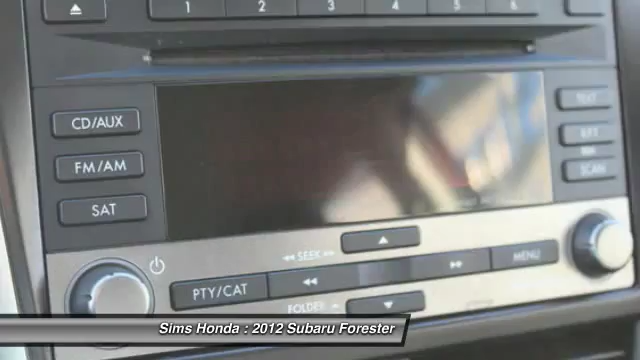 1 2 3 4 5 6
CD/AUX
TEXT
FM/AM
RPT
SAT
SCAN
SEEK
MENU
PTY/CAT
FOLDER
Sims Honda : 2012 Subaru Forester